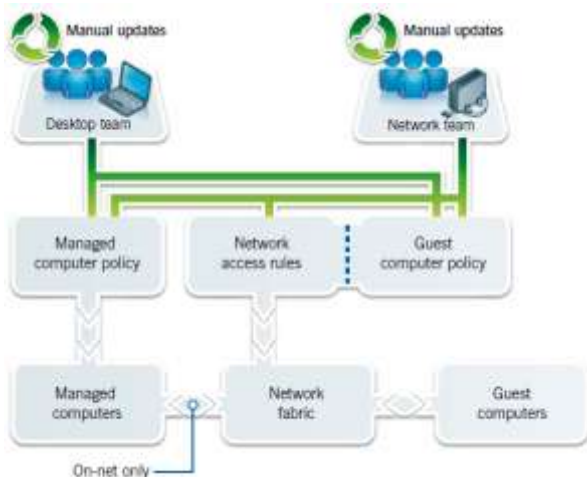 Manual updates
Manual updates
Desktop team
Network team
Managed
computer policy
Network
access rules
Guest
computer policy
Managed
computers
Network
fabric
Guest
computers
On-net only